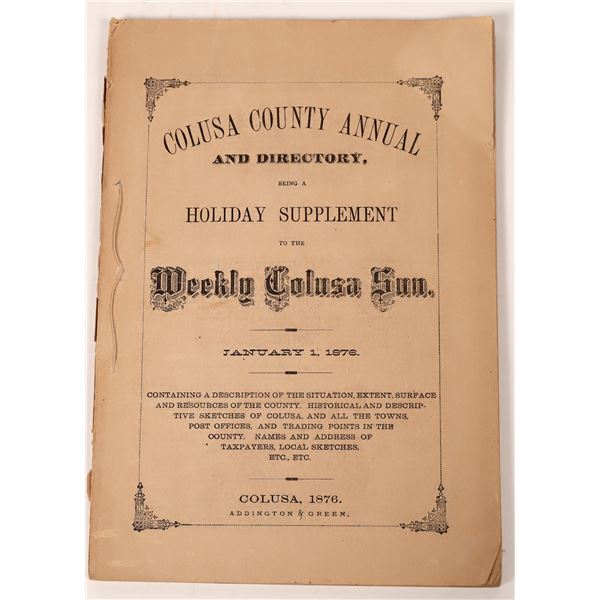 COLUSA COUNTY ANNUAL
AND DIRECTORY,
BEING A
HOLIDAY SUPPLEMENT
TO THE
Weekly Colusa Sun.
JANUARY 1, 1876.
CONTAINING A DESCRIPTION OF THE SITUATION, EXTENT, SURFACE
AND RESOURCES OF THE COUNTY. HISTORICAL AND DESCRIP-
TIVE SKETCHES OF COLUSA, AND ALL THE TOWNS,
POST OFFICES, AND TRADING POINTS IN THE
COUNTY. NAMES AND ADDRESS OF
TAXPAYERS, LOCAL SKETCHES,
ETC., ETC.
COLUSA, 1876.
ADDINGTON & GREEN.